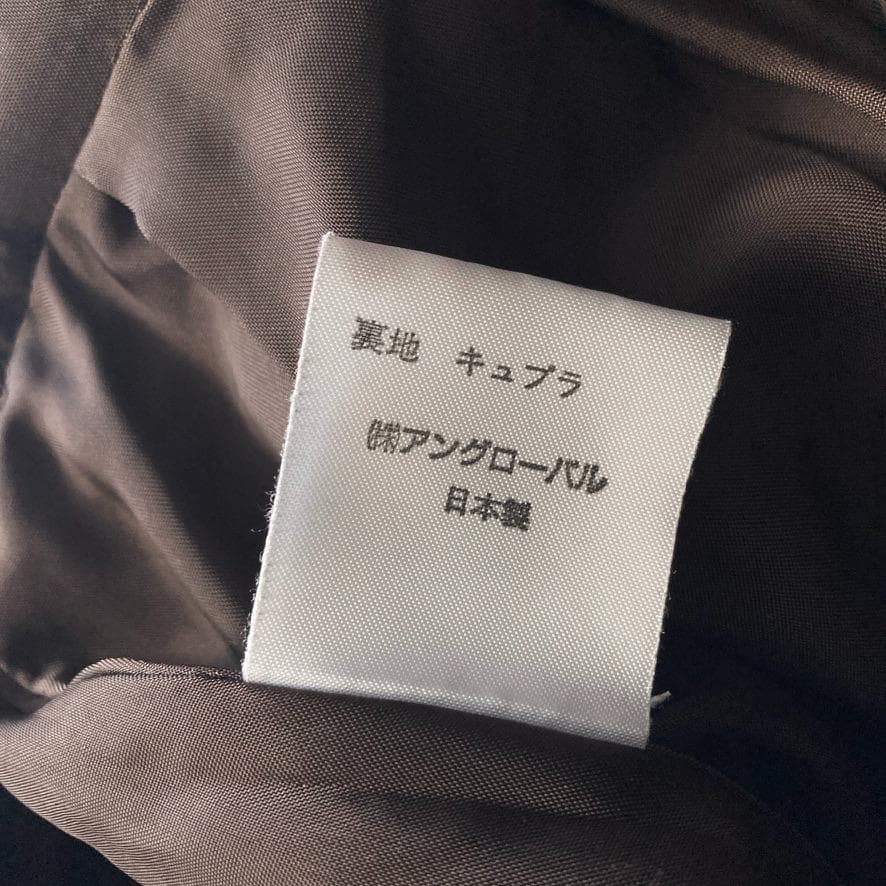 裏地　キュプラ
㈱アングローバル
日本製